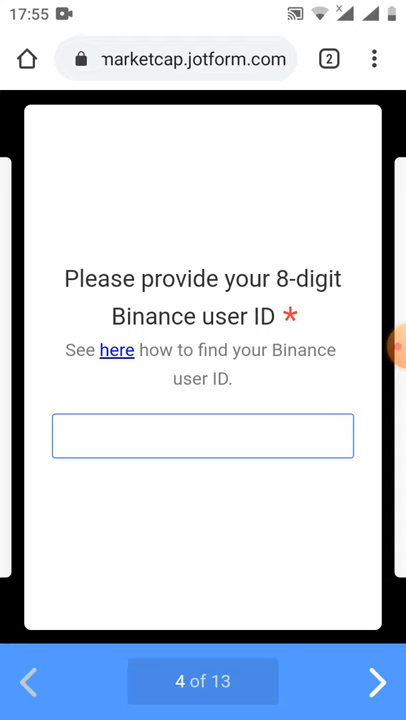 17:55
marketcap.jotform.com
2
Please provide your 8-digit
Binance user ID *
See here how to find your Binance
user ID.
4 of 13